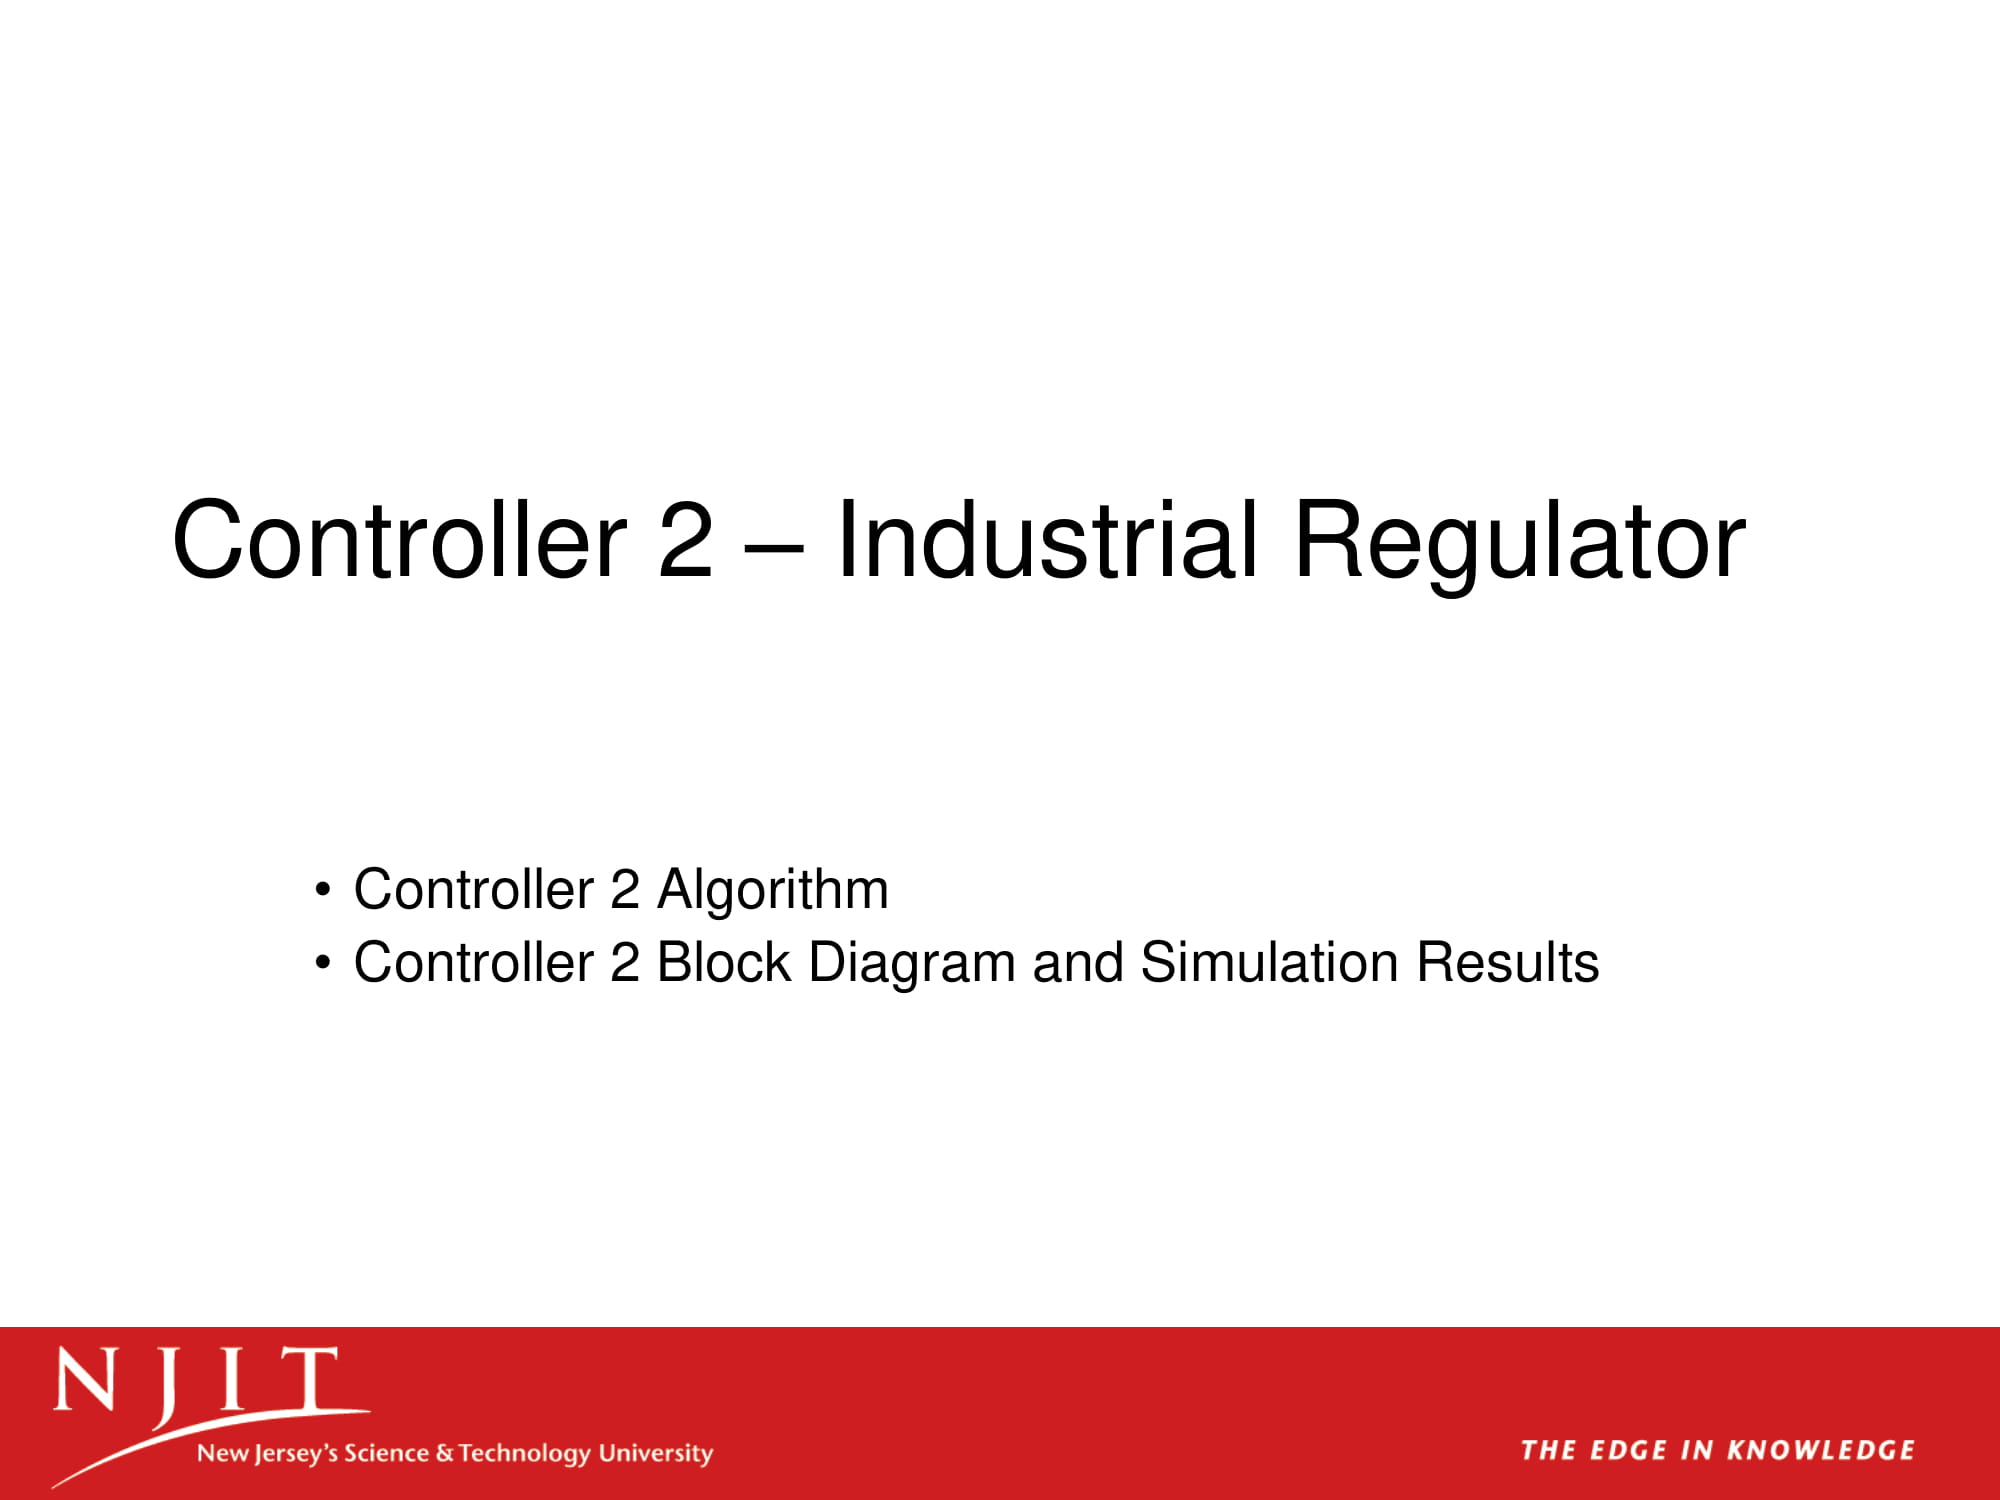 Controller 2 – Industrial Regulator
• Controller 2 Algorithm
• Controller 2 Block Diagram and Simulation Results
NJIT
New Jersey's Science & Technology University
THE EDGE IN KNOWLEDGE